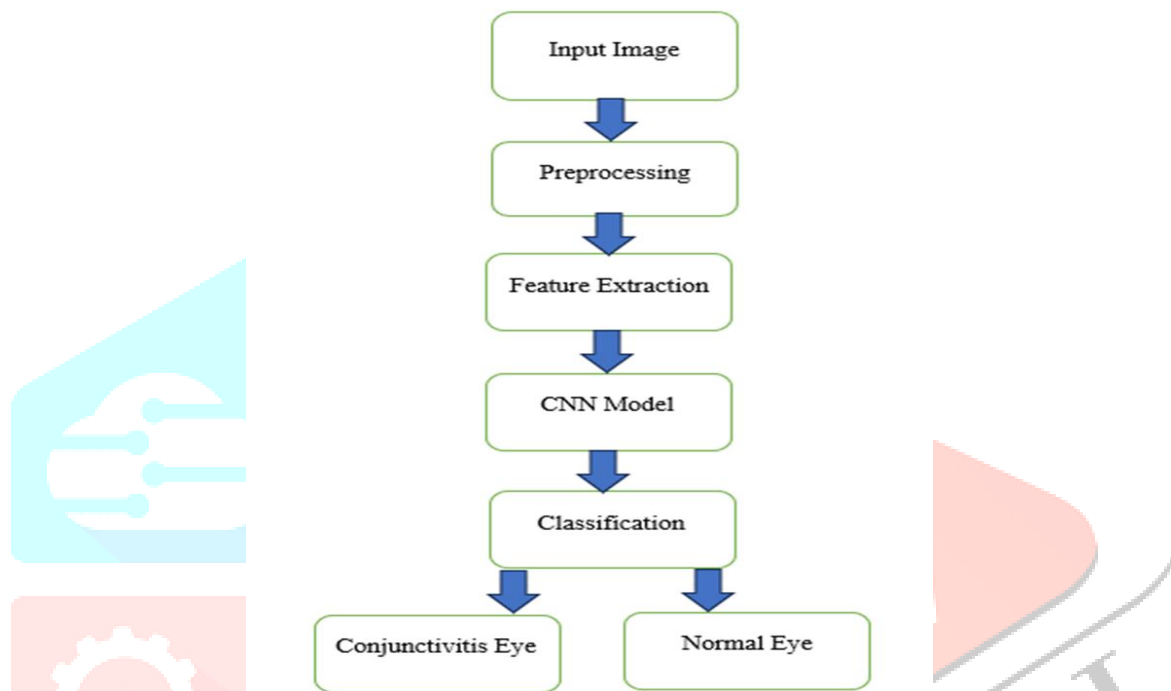 Input Image
Preprocessing
Feature Extraction
CNN Model
Classification
Conjunctivitis Eye
Normal Eye